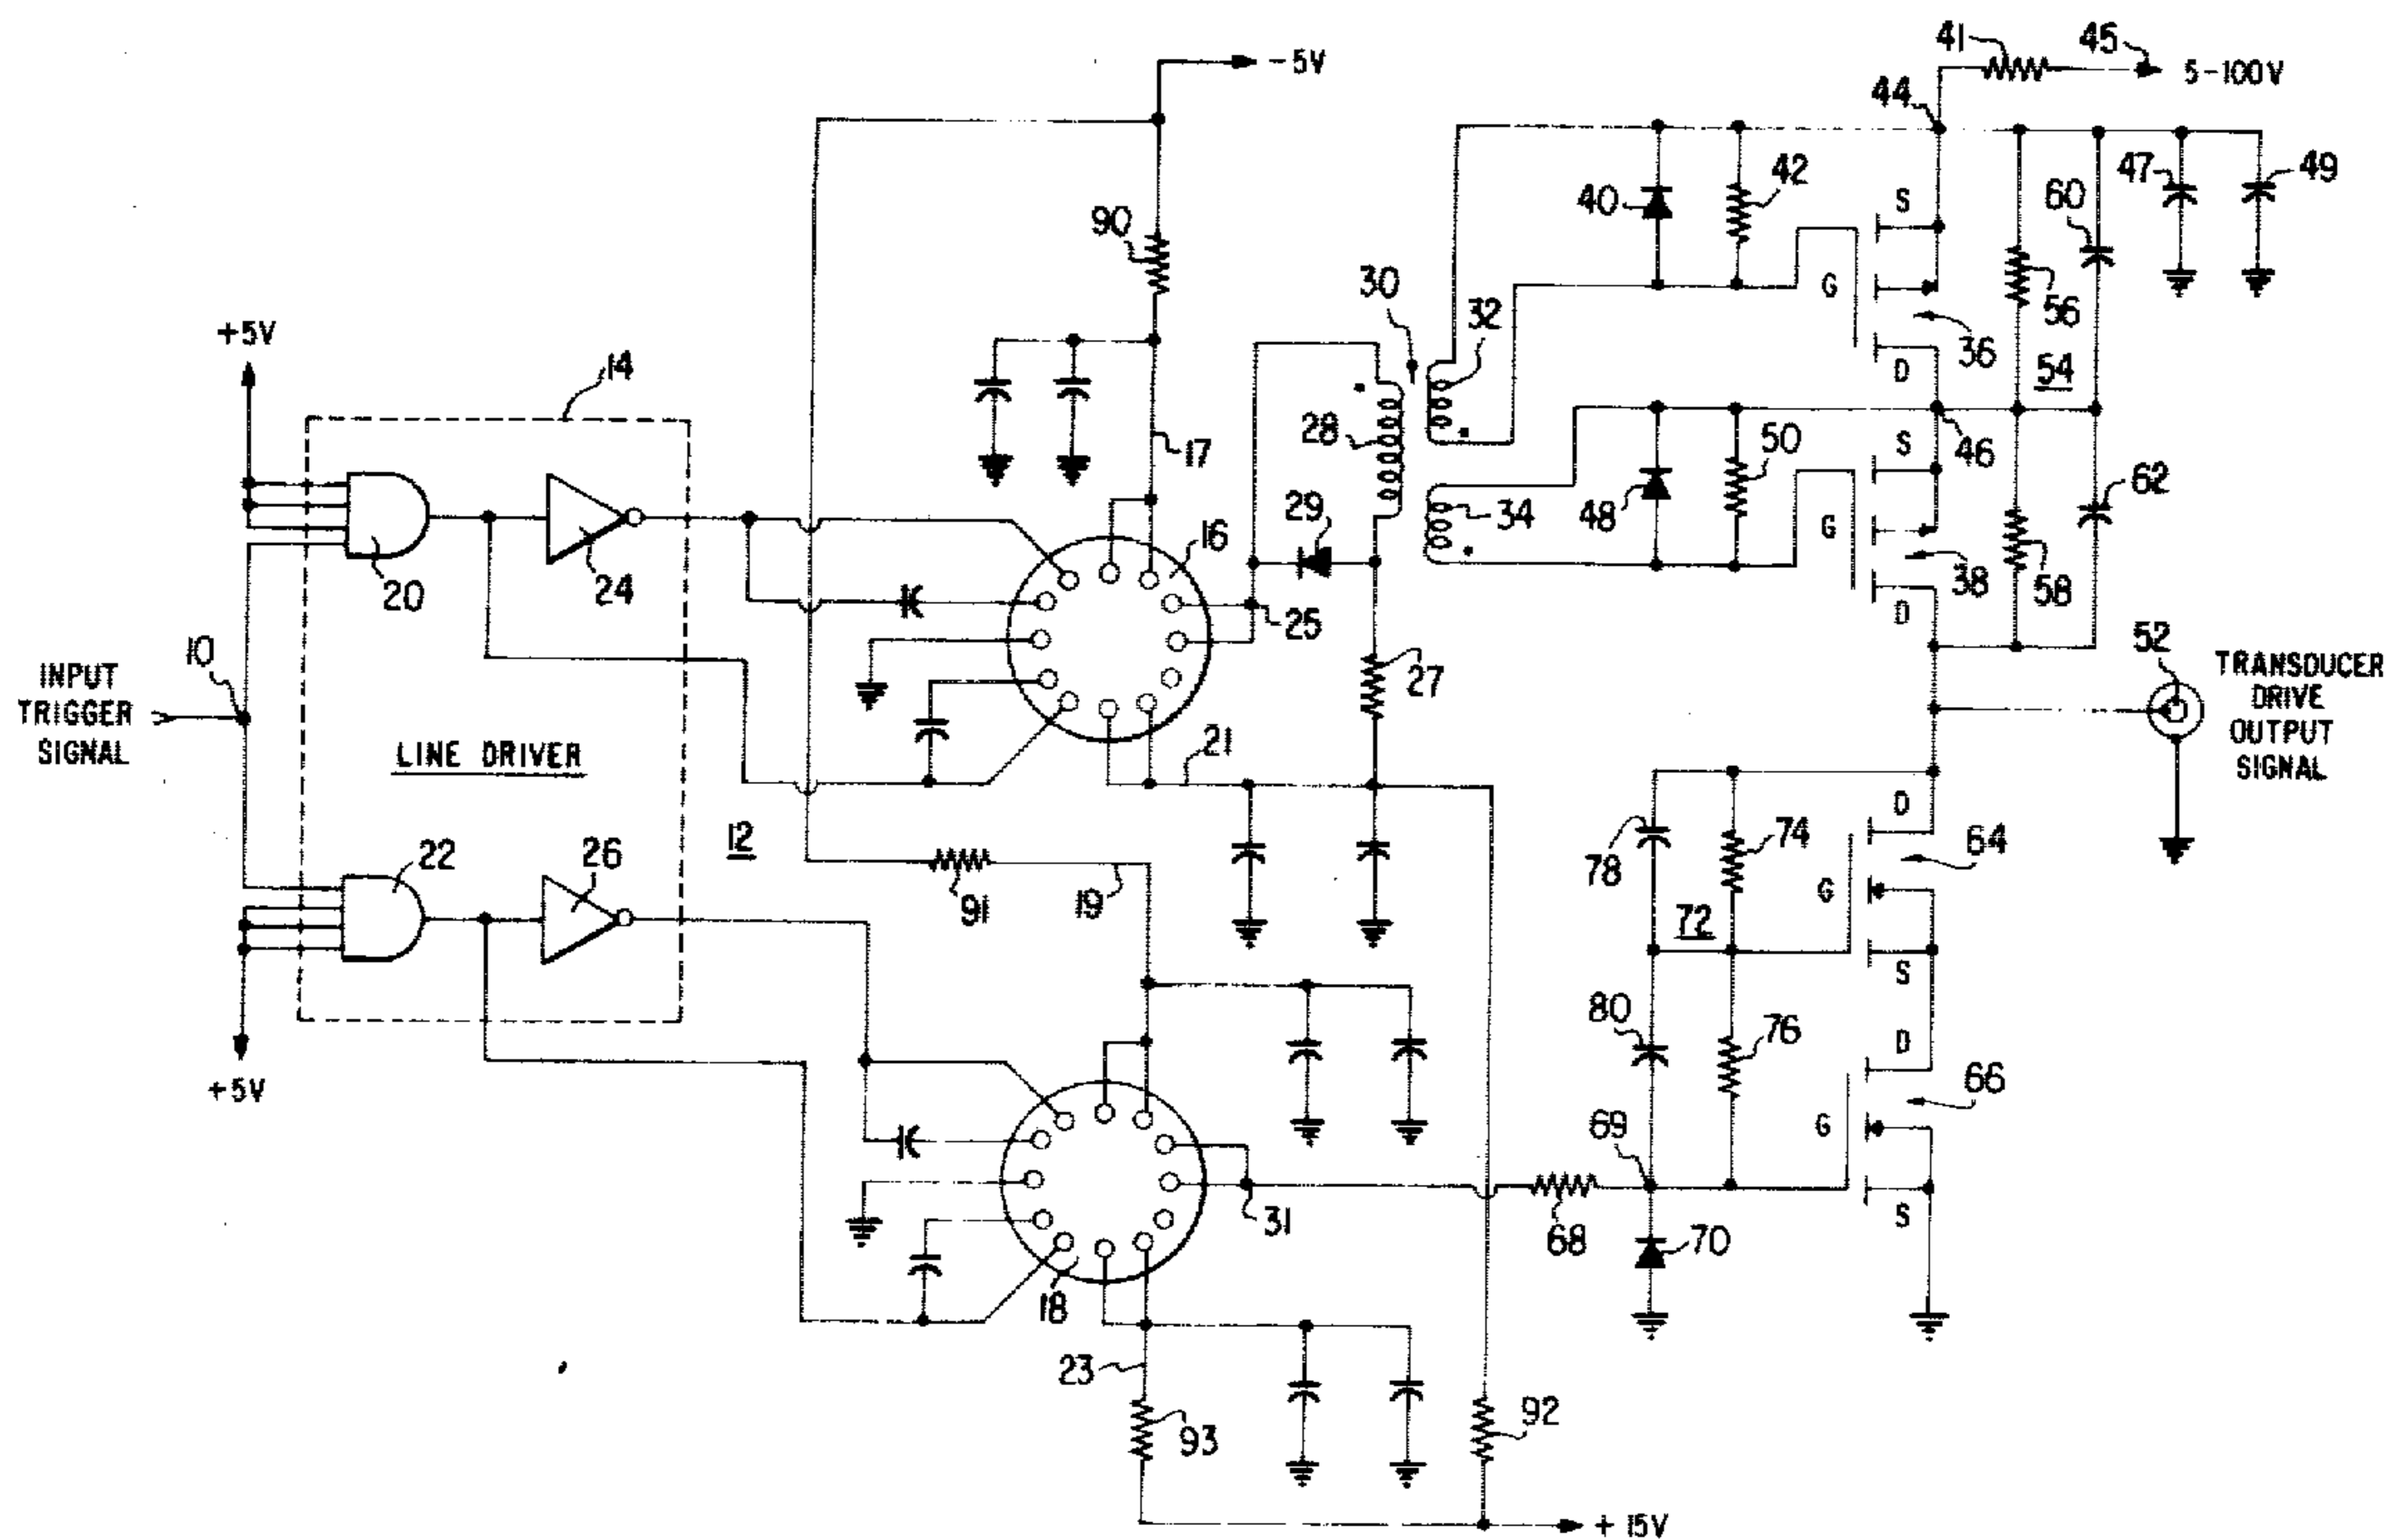 41
45
5-100V
-5V
44
S
47
49
40
42
60
90
G
56
36
30
32
D
54
+5V
14
17
28
50
S
46
62
29
48
34
G
38
58
16
20
24
25
D
52
TRANSDUCER
DRIVE
OUTPUT
SIGNAL
10
INPUT
TRIGGER
SIGNAL
27
LINE DRIVER
21
D
12
78
74
64
22
26
91
19
G
72
S
80
76
D
66
+5V
69
G
31
68
70
S
18
23
93
92
+ 15V